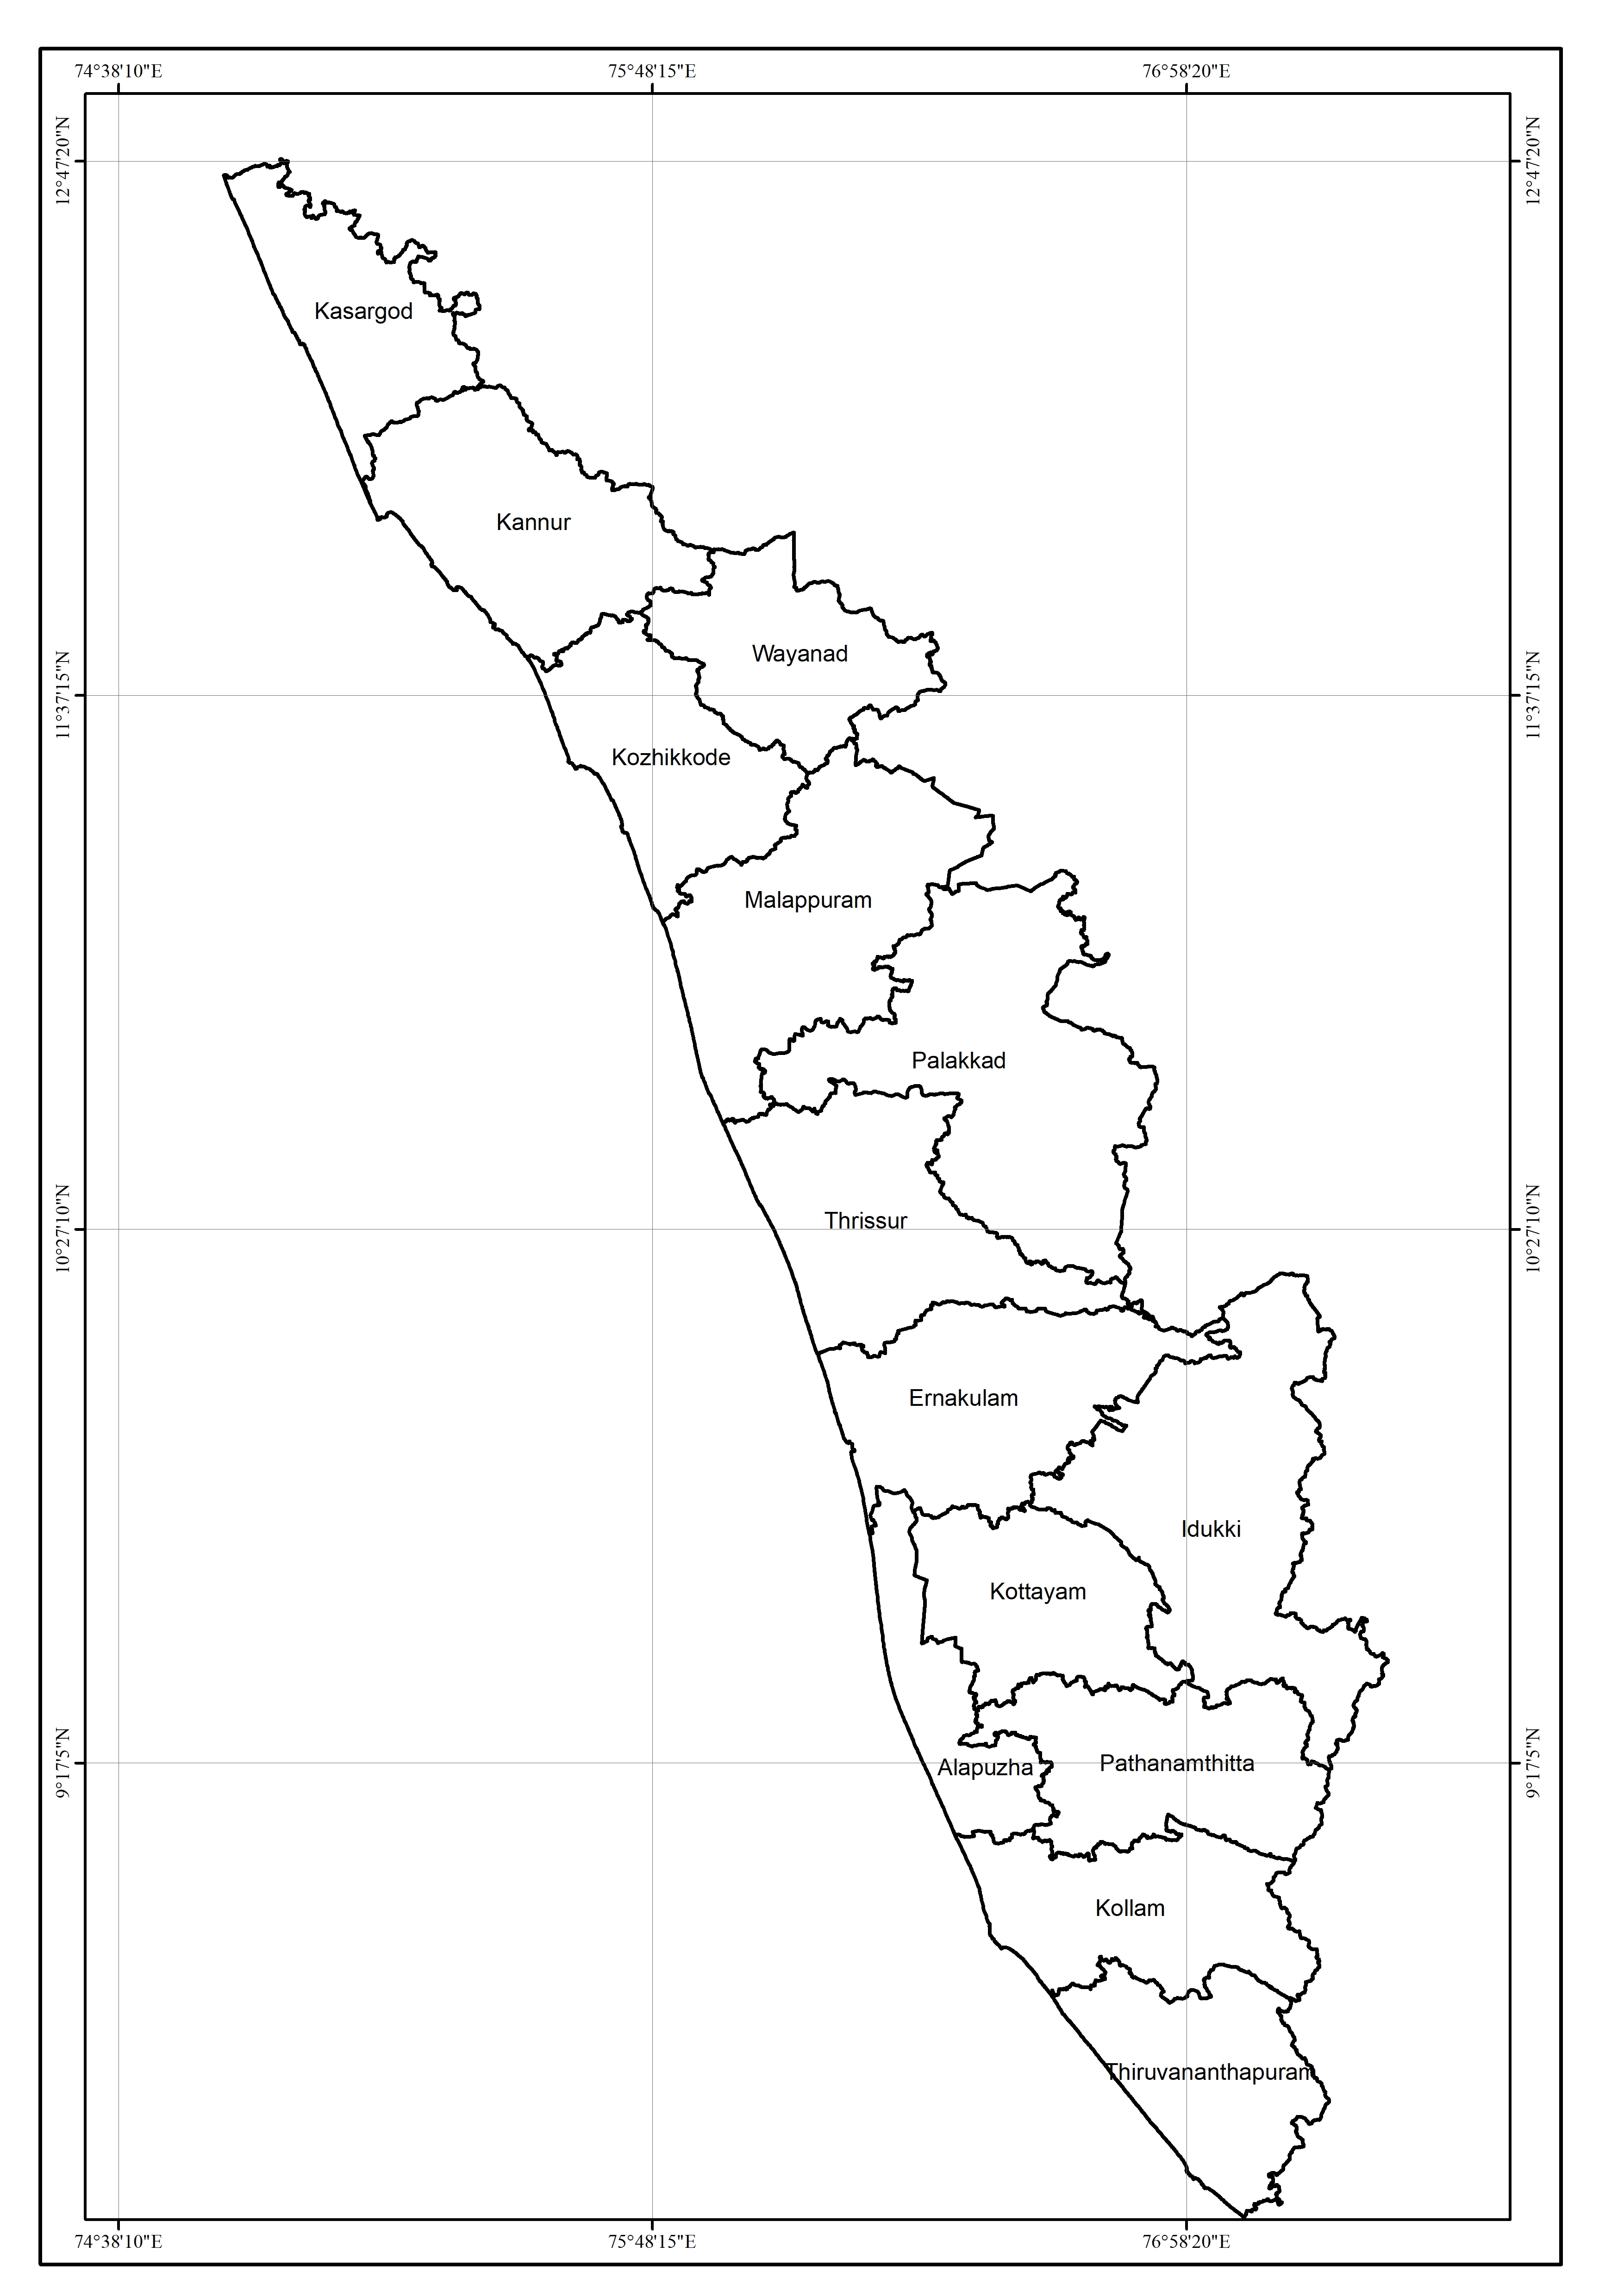 74°38'10"E 75°48'15"E 76°58'20"E
12°47'20"N 12°47'20"N
Kasargod
Kannur
Wayanad
11°37'15"N 11°37'15"N
Kozhikkode
Malappuram
Palakkad
Thrissur
10°27'10"N 10°27'10"N
Ernakulam
Idukki
Kottayam
Pathanamthitta
Alapuzha
9°17'5"N 9°17'5"N
Kollam
Thiruvananthapuram
74°38'10"E 75°48'15"E 76°58'20"E